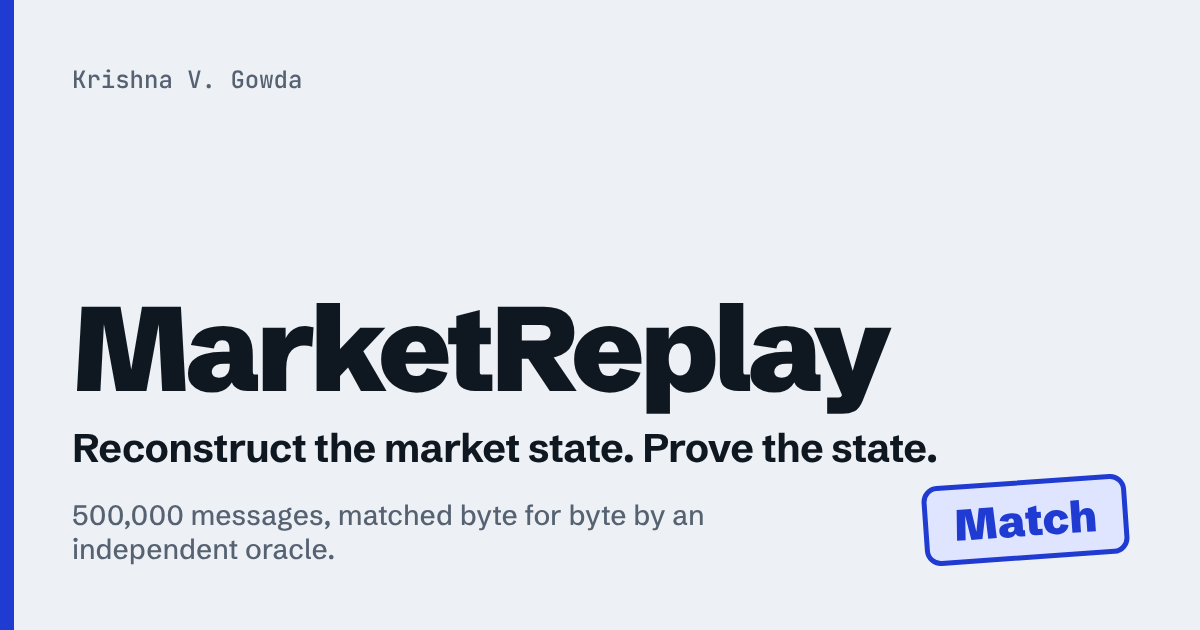 Krishna V. Gowda
MarketReplay
Reconstruct the market state. Prove the state.
500,000 messages, matched byte for byte by an
independent oracle.
Match